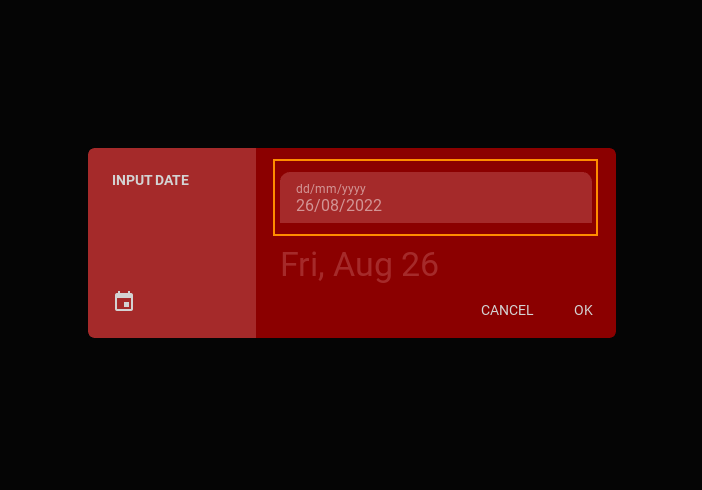 INPUT DATE
dd/mm/yyyy
26/08/2022
Fri, Aug 26
CANCEL
OK